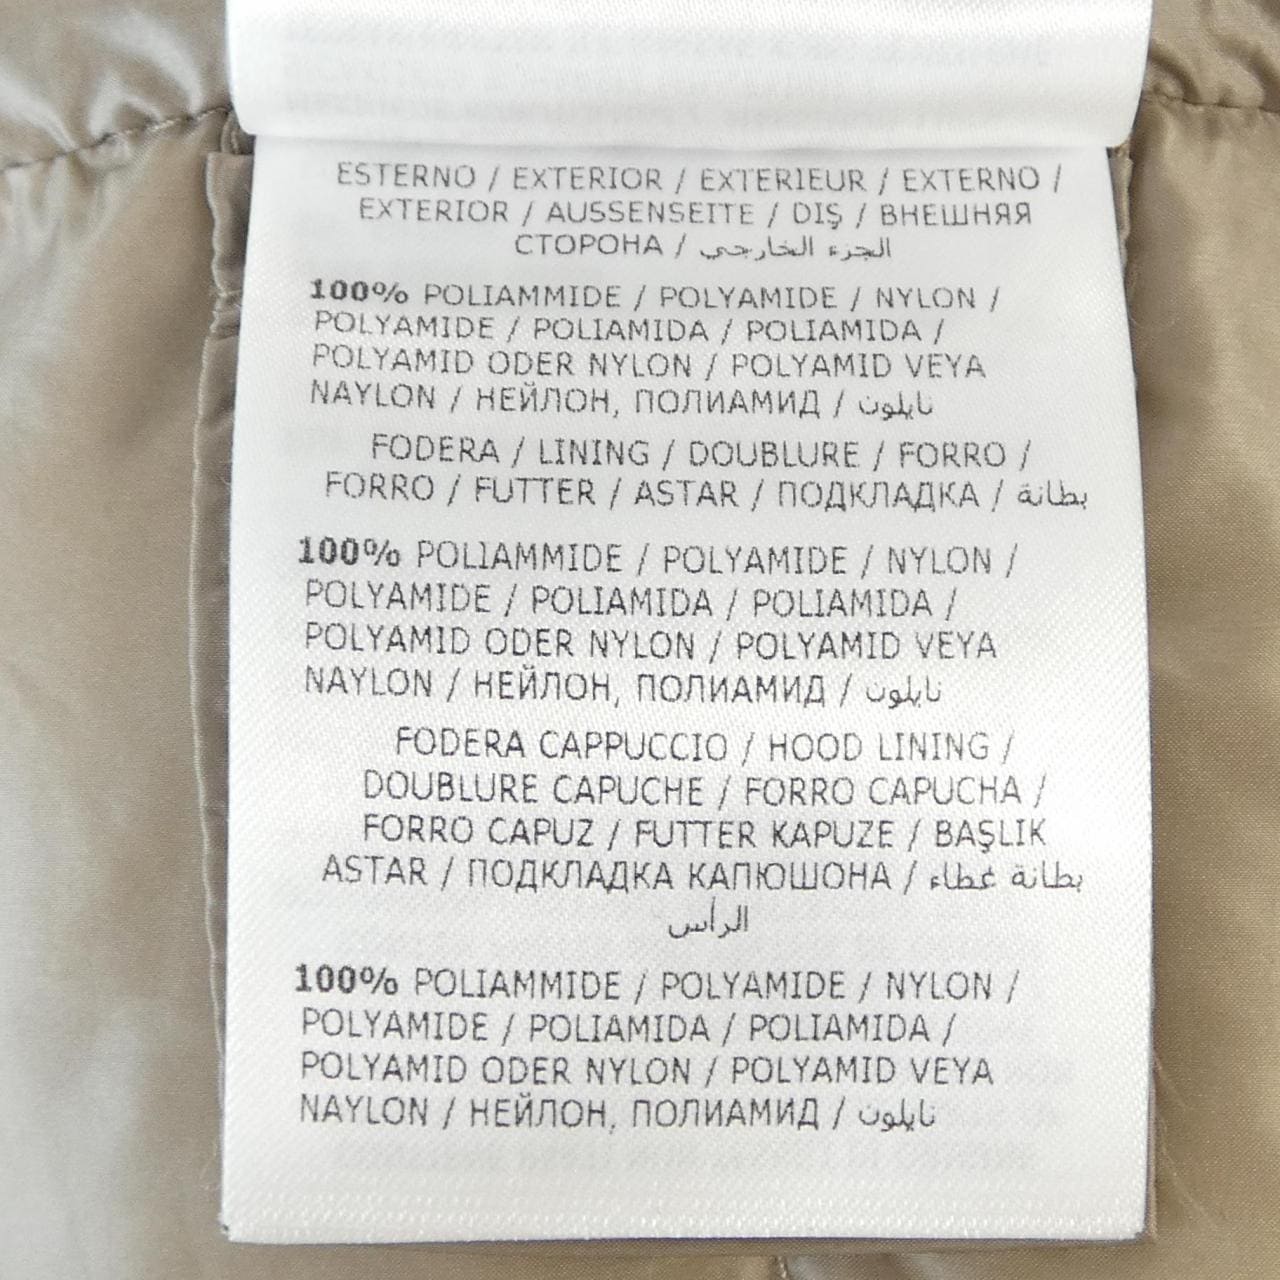 ESTERNO / EXTERIOR / EXTERIEUR / EXTERNO /
EXTERIOR / AUSSENSEITE / DIŞ / ВНЕШНЯЯ
СТОРОНА / الجزء الخارجي
100% POLIAMMIDE / POLYAMIDE / NYLON /
POLYAMIDE / POLIAMIDA / POLIAMIDA /
POLYAMID ODER NYLON / POLYAMID VEYA
NAYLON / НЕЙЛОН, ПОЛИАМИД / نايلون
FODERA / LINING / DOUBLURE / FORRO /
FORRO / FUTTER / ASTAR / ПОДКЛАДКА / بطانة
100% POLIAMMIDE / POLYAMIDE / NYLON /
POLYAMIDE / POLIAMIDA / POLIAMIDA /
POLYAMID ODER NYLON / POLYAMID VEYA
NAYLON / НЕЙЛОН, ПОЛИАМИД / نايلون
FODERA CAPPUCCIO / HOOD LINING /
DOUBLURE CAPUCHE / FORRO CAPUCHA /
FORRO CAPUZ / FUTTER KAPUZE / BAŞLIK
ASTAR / ПОДКЛАДКА КАПЮШОНА / بطانة غطاء
الرأس
100% POLIAMMIDE / POLYAMIDE / NYLON /
POLYAMIDE / POLIAMIDA / POLIAMIDA /
POLYAMID ODER NYLON / POLYAMID VEYA
NAYLON / НЕЙЛОН, ПОЛИАМИД / نايلون